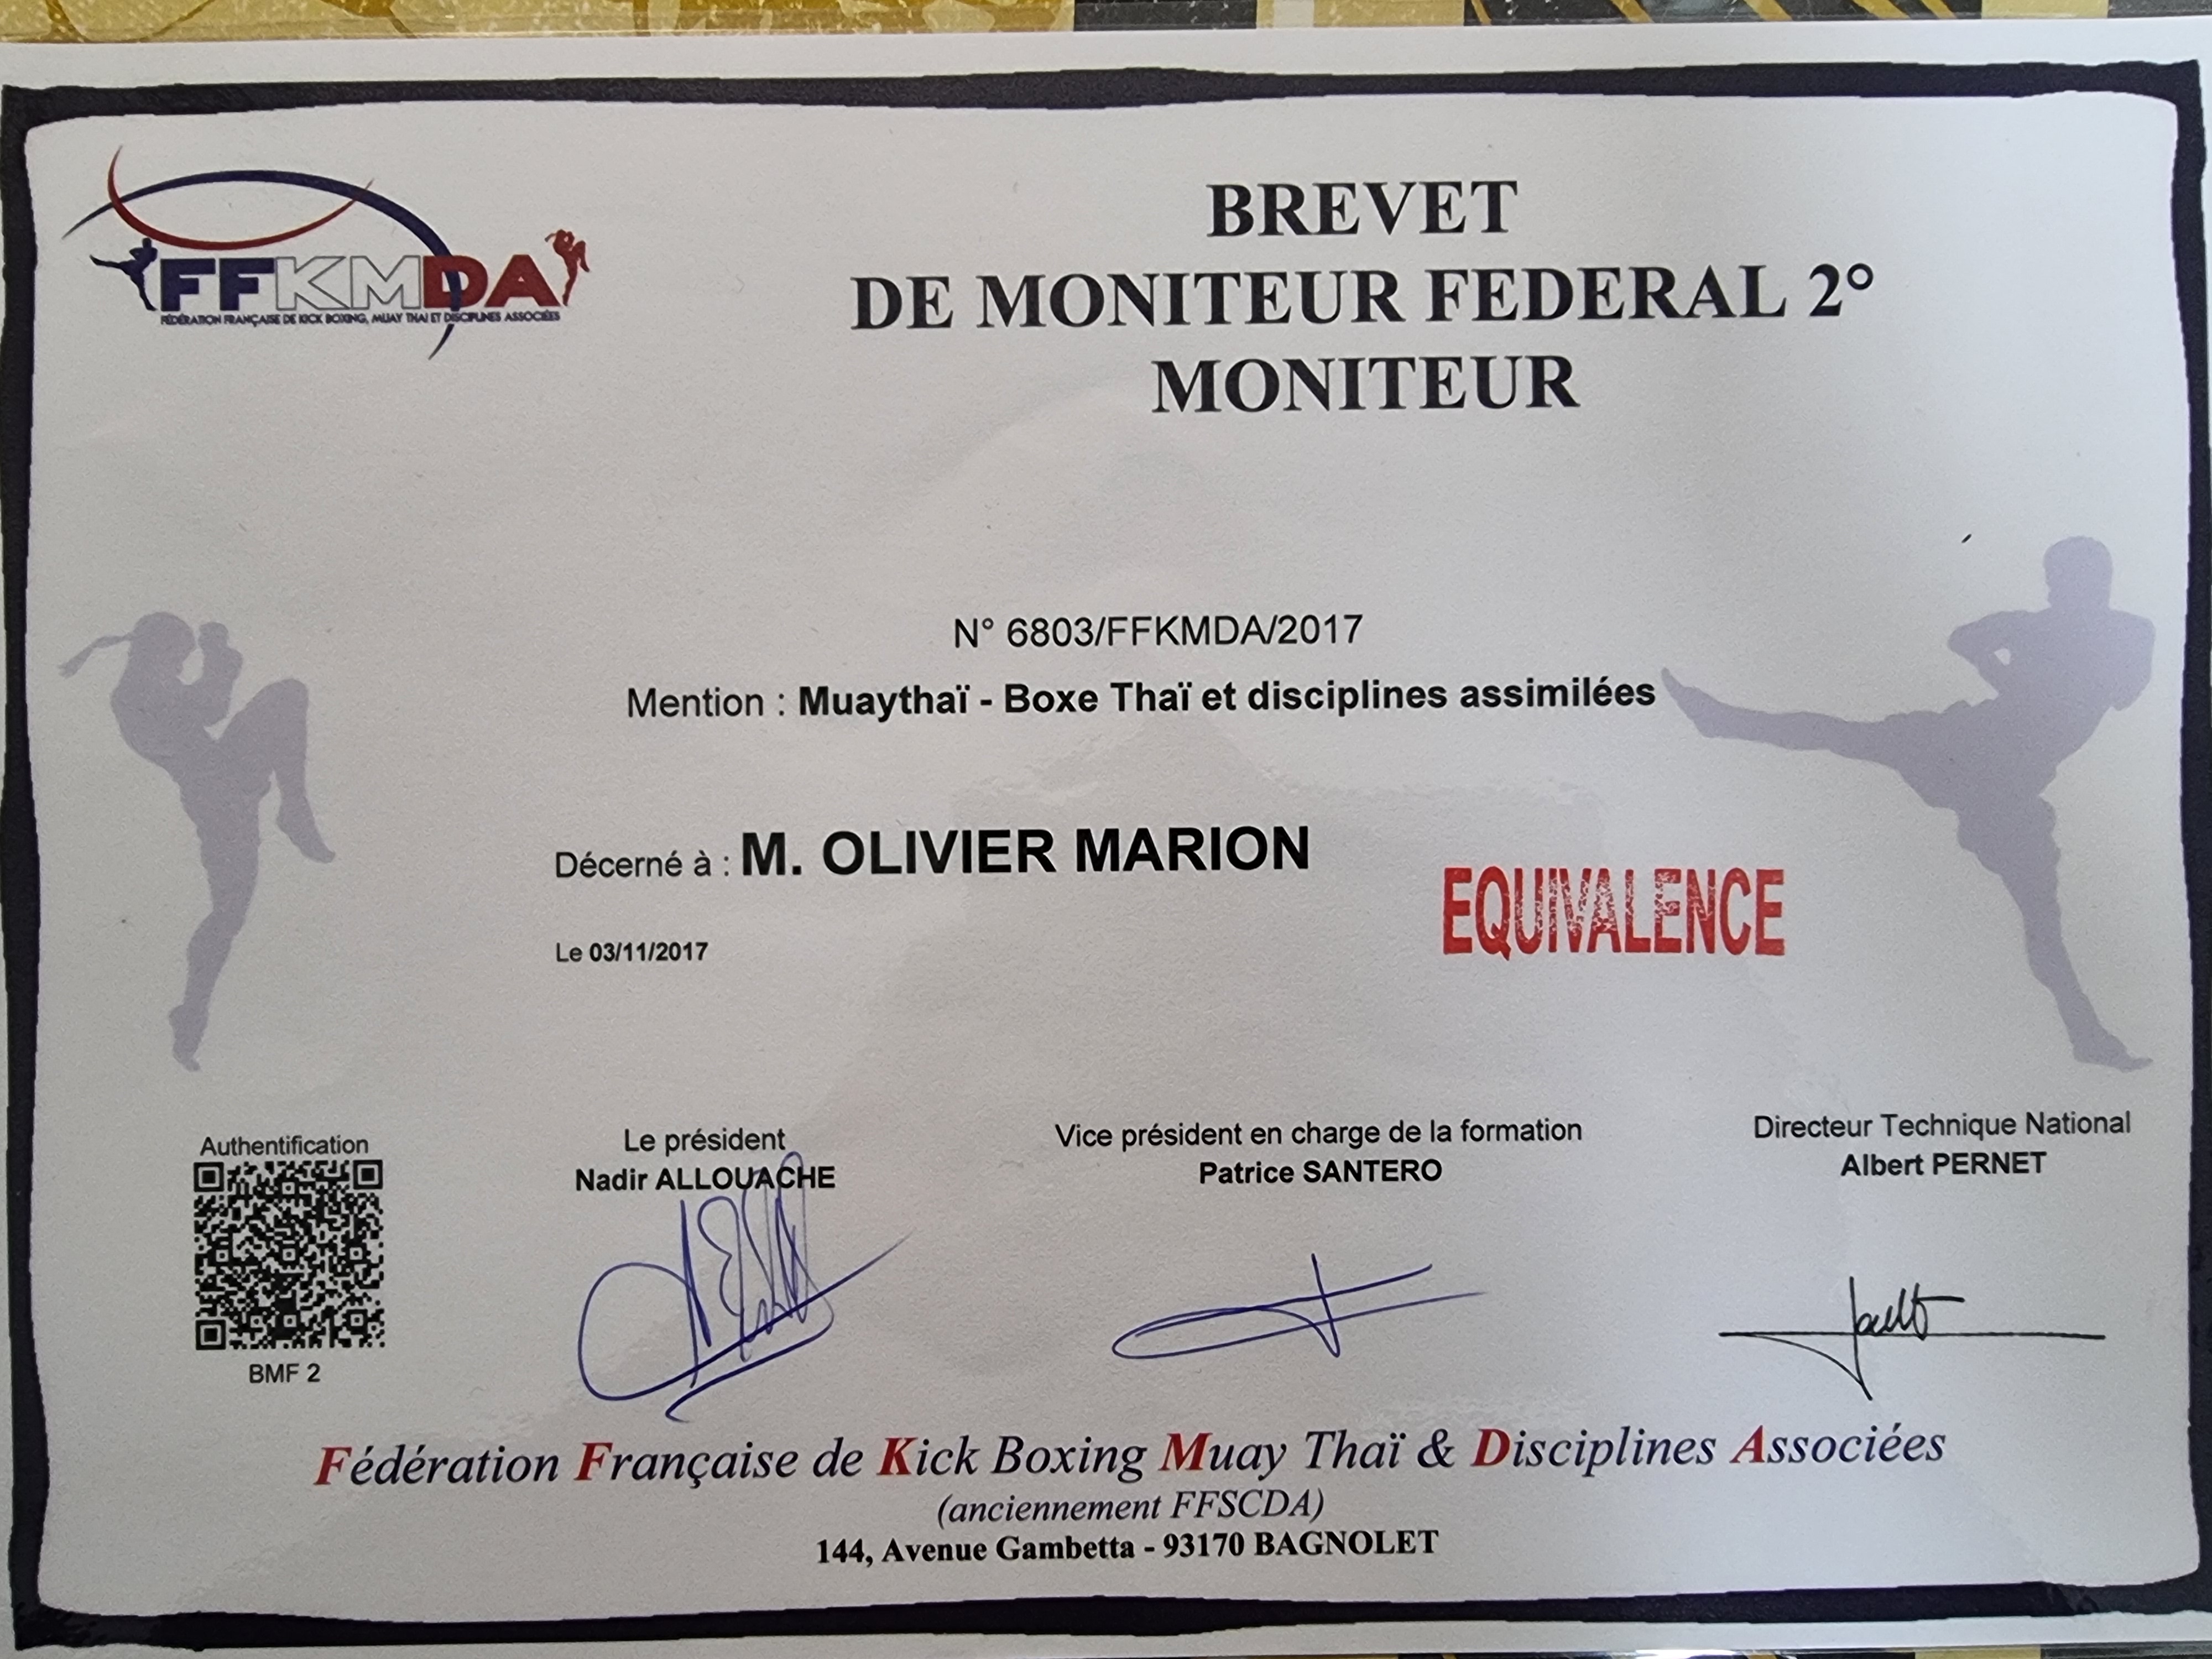 FFKMDA
FÉDÉRATION FRANÇAISE DE KICK BOXING, MUAY THAI ET DISCIPLINES ASSOCIÉES
BREVET
DE MONITEUR FEDERAL 2°
MONITEUR
N° 6803/FFKMDA/2017
Mention : Muaythaï - Boxe Thaï et disciplines assimilées
Décerné à : M. OLIVIER MARION
EQUIVALENCE
Le 03/11/2017
Authentification
BMF 2
Le président
Nadir ALLOUACHE
Vice président en charge de la formation
Patrice SANTERO
Directeur Technique National
Albert PERNET
Fédération Française de Kick Boxing Muay Thaï & Disciplines Associées
(anciennement FFSCDA)
144, Avenue Gambetta - 93170 BAGNOLET